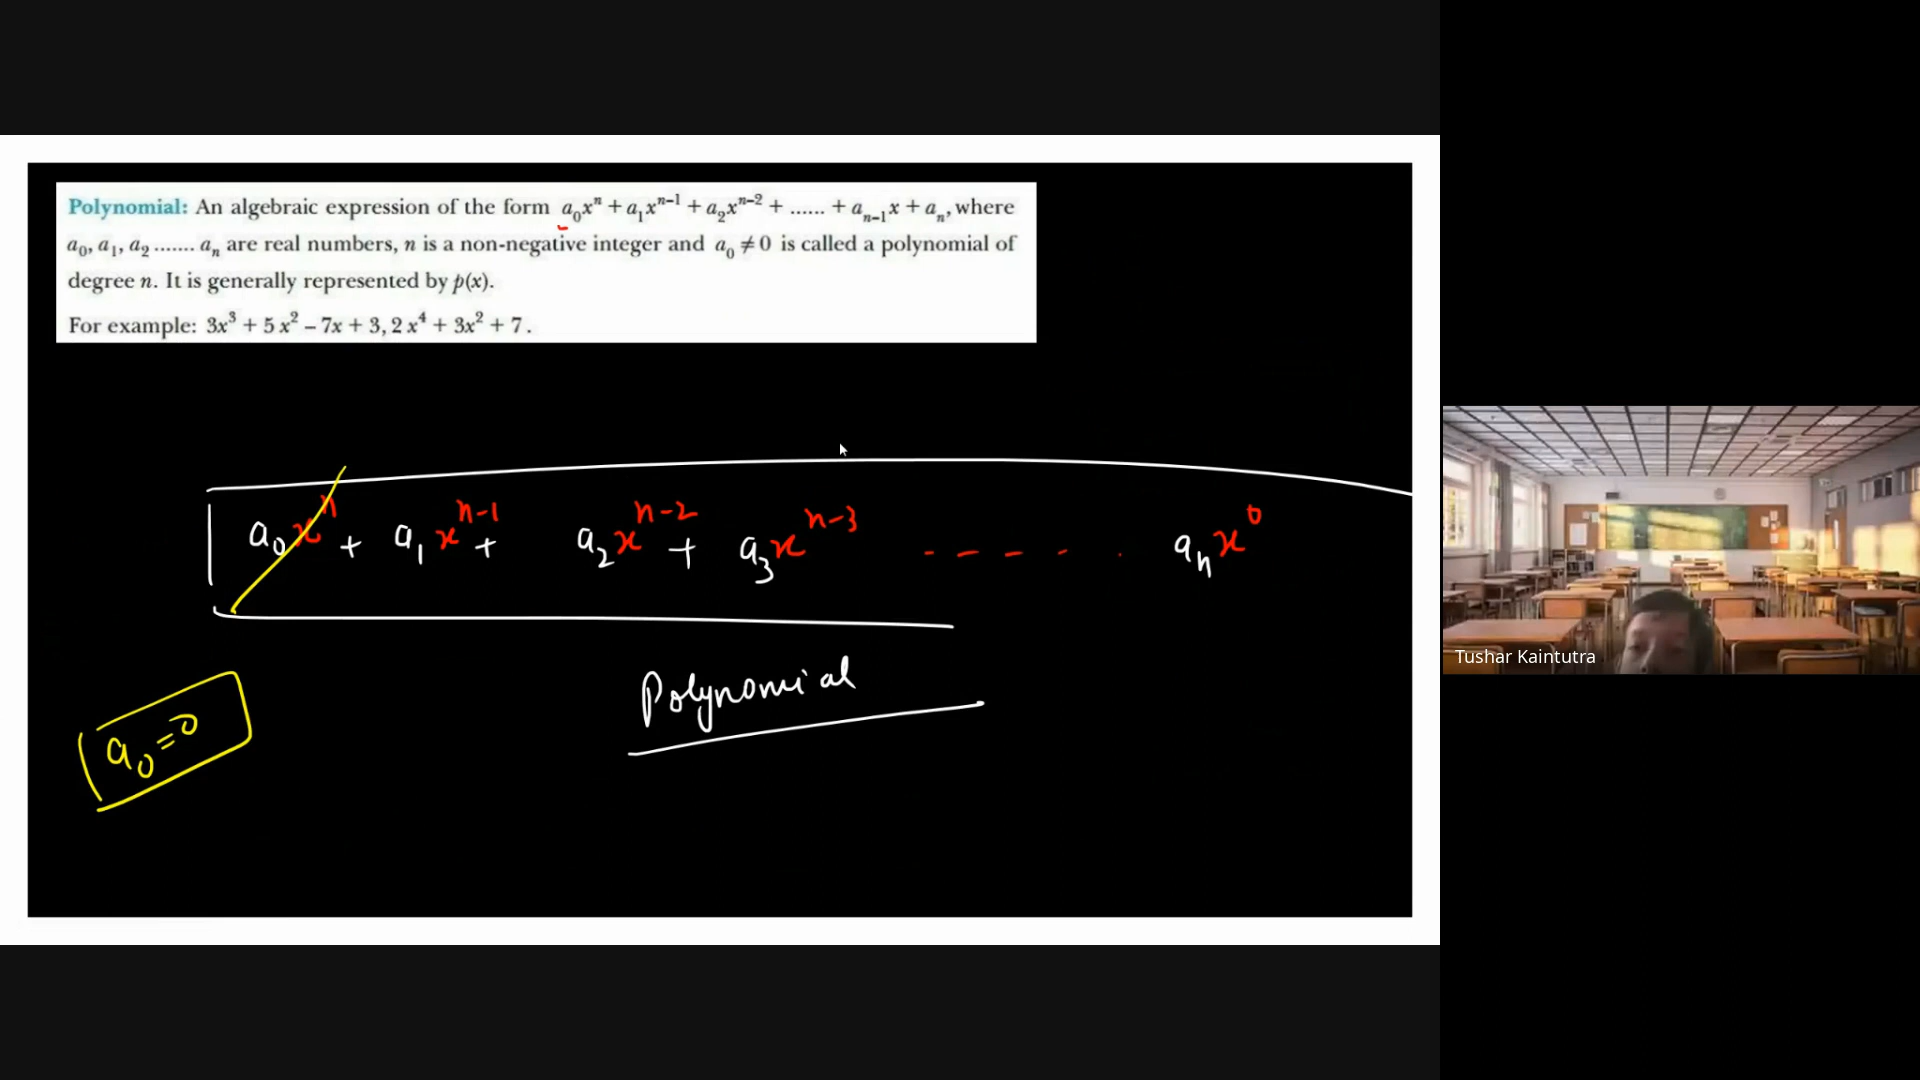 Polynomial: An algebraic expression of the form a₀xⁿ + a₁xⁿ⁻¹ + a₂xⁿ⁻² + ...... + aₙ₋₁x + aₙ, where
a₀, a₁, a₂ ....... aₙ are real numbers, n is a non-negative integer and a₀ ≠ 0 is called a polynomial of
degree n. It is generally represented by p(x).
For example: 3x³ + 5x² – 7x + 3, 2x⁴ + 3x² + 7.
a₀xⁿ + a₁xⁿ⁻¹ + a₂xⁿ⁻² + a₃xⁿ⁻³ - - - - - . aₙx⁰
Polynomial
a₀=0
Tushar Kaintutra